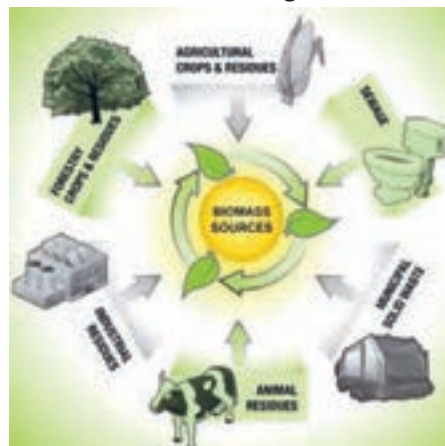 AGRICULTURAL
CROPS & RESIDUES
SEWAGE
FORESTRY
CROPS & RESIDUES
BIOMASS
SOURCES
INDUSTRIAL
RESIDUES
MUNICIPAL
SOLID WASTE
ANIMAL
RESIDUES